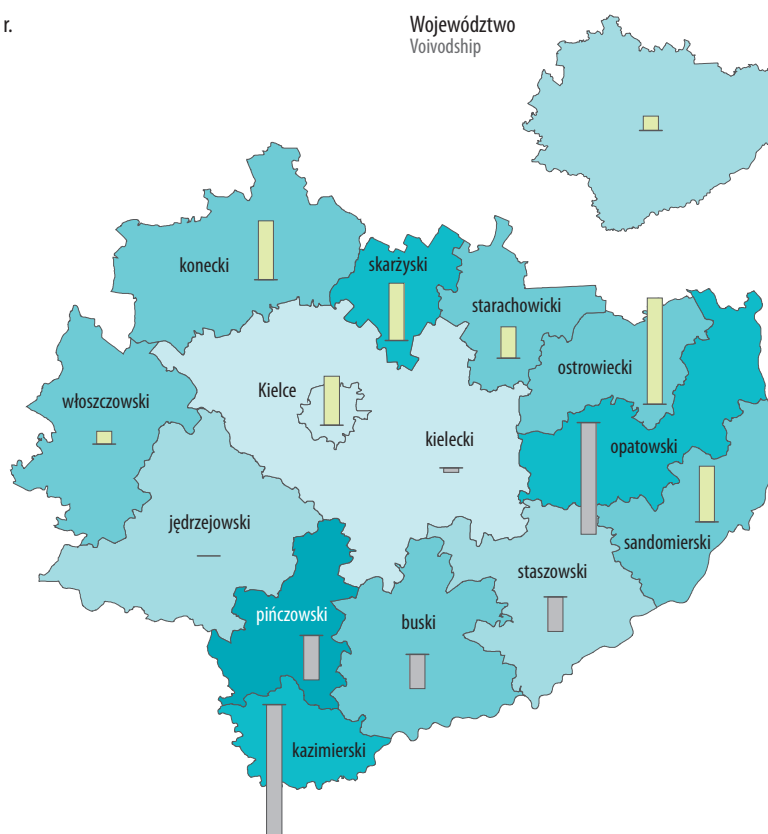 r.
Województwo
Voivodship
konecki
skarżyski
starachowicki
ostrowiecki
włoszczowski
Kielce
kielecki
opatowski
jędrzejowski
sandomierski
staszowski
pińczowski
buski
kazimierski